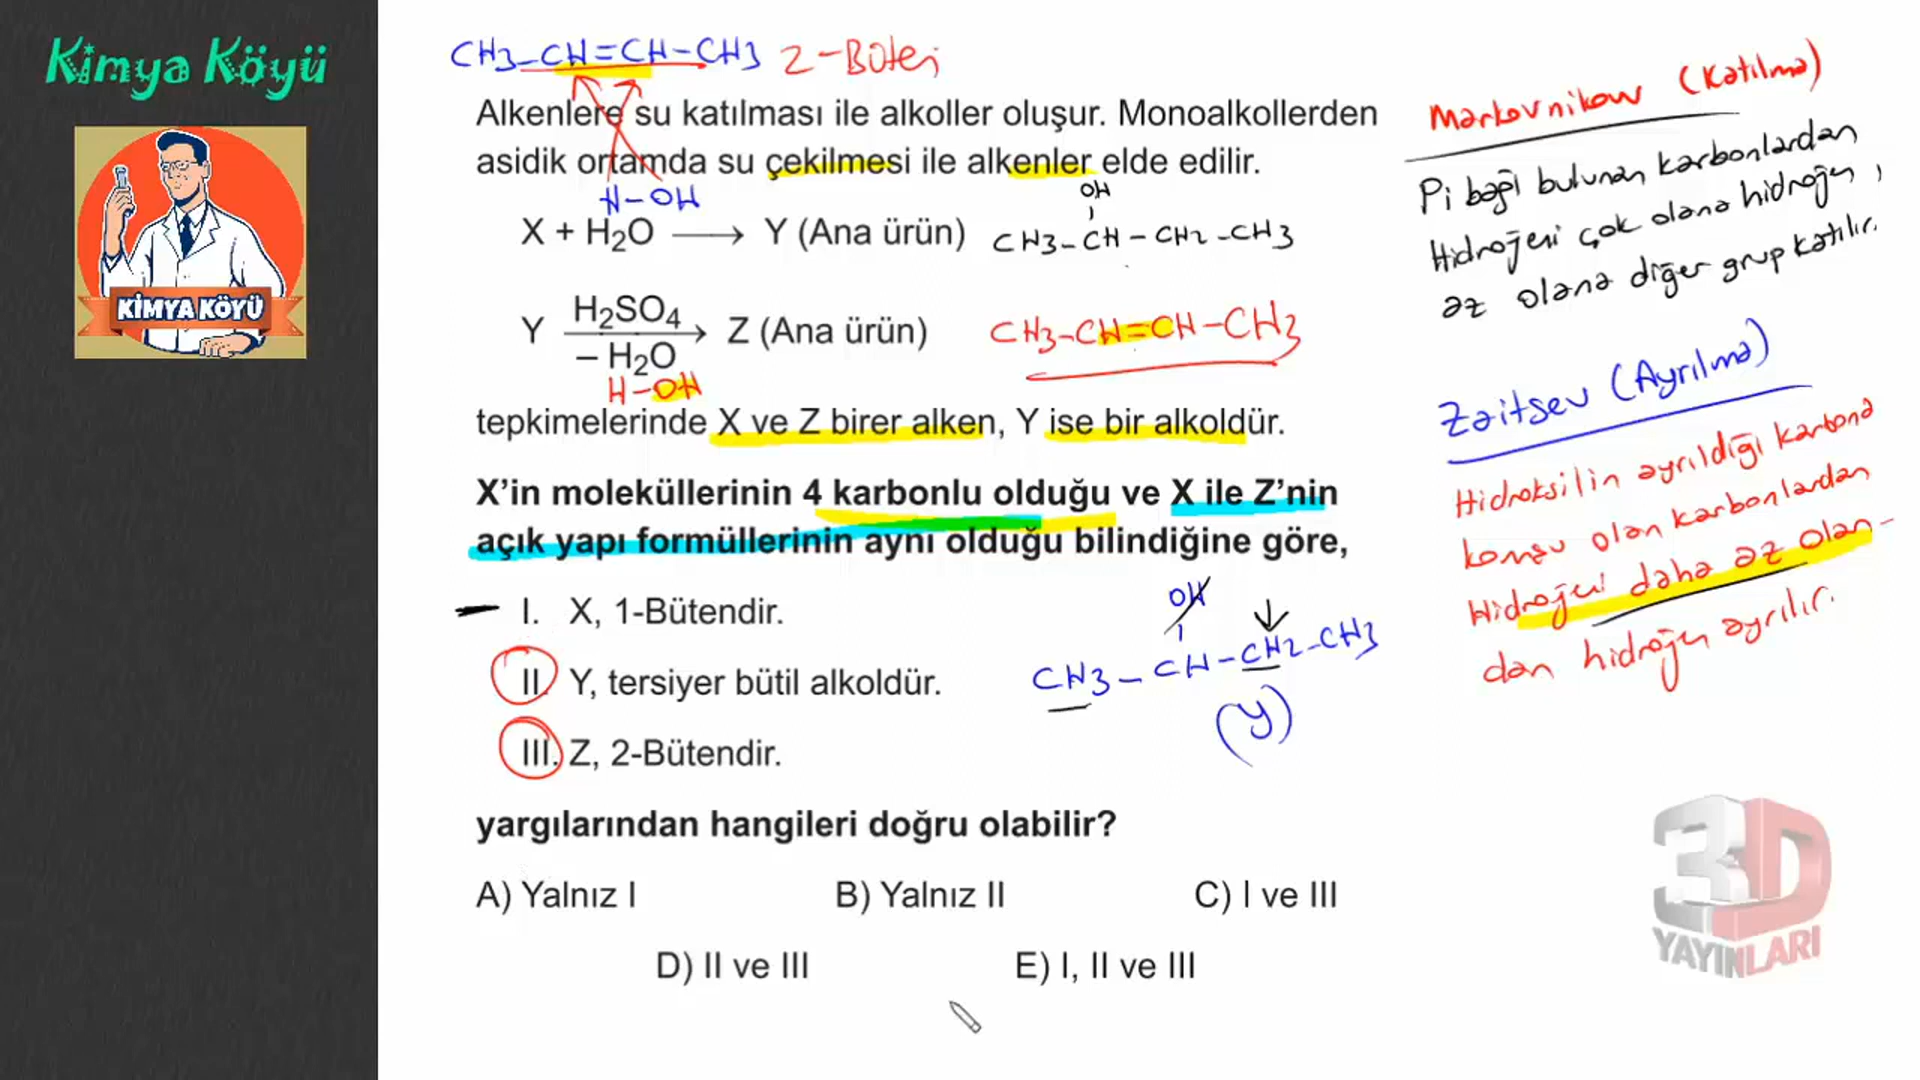 Kimya Köyü
KİMYA KÖYÜ
CH3-CH=CH-CH3 2-Büten
Alkenlere su katılması ile alkoller oluşur. Monoalkollerden
asidik ortamda su çekilmesi ile alkenler elde edilir.
H-OH
X + H₂O ⟶ Y (Ana ürün)
OH
CH3-CH-CH2-CH3
Y H₂SO₄ ⟶ – H₂O Z (Ana ürün)
CH3-CH=CH-CH3
H-OH
tepkimelerinde X ve Z birer alken, Y ise bir alkoldür.
X’in moleküllerinin 4 karbonlu olduğu ve X ile Z’nin
açık yapı formüllerinin aynı olduğu bilindiğine göre,
I. X, 1-Bütendir.
II. Y, tersiyer bütil alkoldür.
III. Z, 2-Bütendir.
OH
CH3-CH-CH2-CH3
(Y)
yargılarından hangileri doğru olabilir?
A) Yalnız I
B) Yalnız II
C) I ve III
D) II ve III
E) I, II ve III
Markovnikow (Katılma)
Pi bağı bulunan karbonlardan
Hidrojeni çok olana hidrojen,
az olana diğer grup katılır.
Zaitsev (Ayrılma)
Hidroksilin ayrıldığı karbona
komşu olan karbonlardan
Hidrojeni daha az olan-
dan hidrojen ayrılır.
3D
YAYINLARI